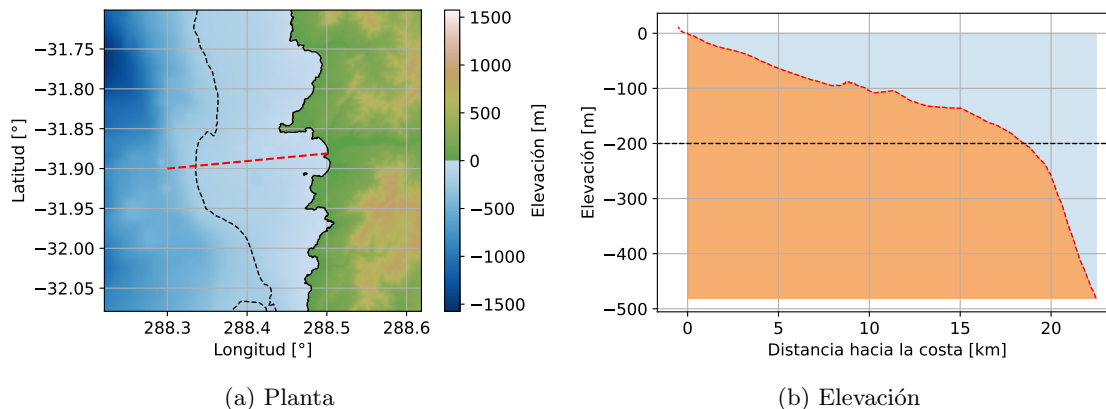 1500
1000
500
0
−500
−1000
−1500
Elevación [m]
−31.75
−31.80
−31.85
−31.90
−31.95
−32.00
−32.05
Latitud [°]
288.3 288.4 288.5 288.6
Longitud [°]
(a) Planta
0
−100
−200
−300
−400
−500
Elevación [m]
0 5 10 15 20
Distancia hacia la costa [km]
(b) Elevación